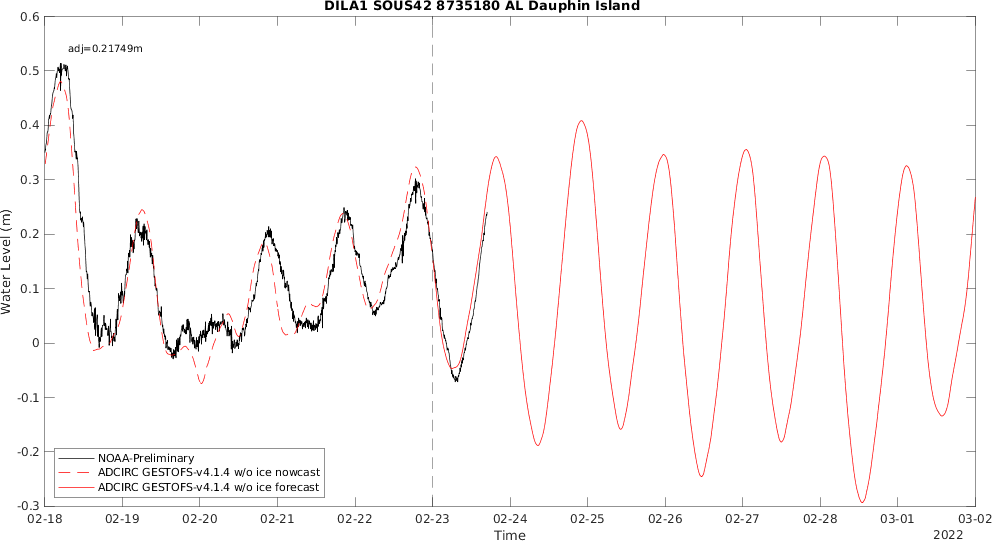 DILA1 SOUS42 8735180 AL Dauphin Island
adj=0.21749m
Water Level (m)
0.6
0.5
0.4
0.3
0.2
0.1
0
-0.1
-0.2
-0.3
NOAA-Preliminary
ADCIRC GESTOFS-v4.1.4 w/o ice nowcast
ADCIRC GESTOFS-v4.1.4 w/o ice forecast
02-18 02-19 02-20 02-21 02-22 02-23 02-24 02-25 02-26 02-27 02-28 03-01 03-02
Time
2022